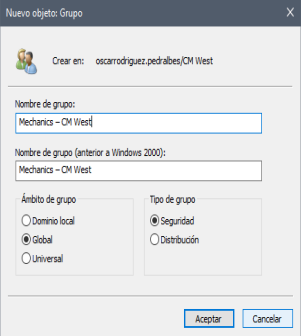 Nuevo objeto: Grupo X
Crear en: oscarrodriguez.pedralbes/CM West
Nombre de grupo:
Mechanics – CM West
Nombre de grupo (anterior a Windows 2000):
Mechanics – CM West
Ámbito de grupo Tipo de grupo
Dominio local Seguridad
Global Distribución
Universal
Aceptar Cancelar